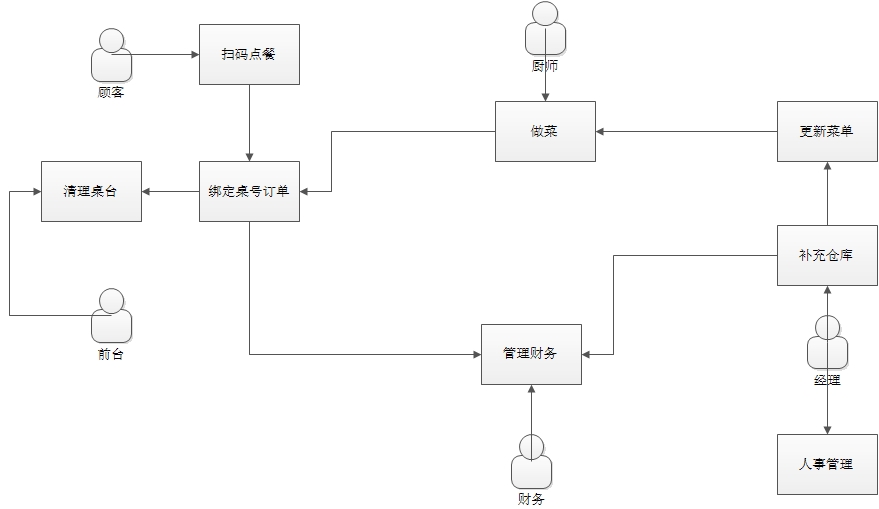 扫码点餐
厨师
顾客
做菜
更新菜单
清理桌台
绑定桌号订单
补充仓库
前台
管理财务
经理
人事管理
财务